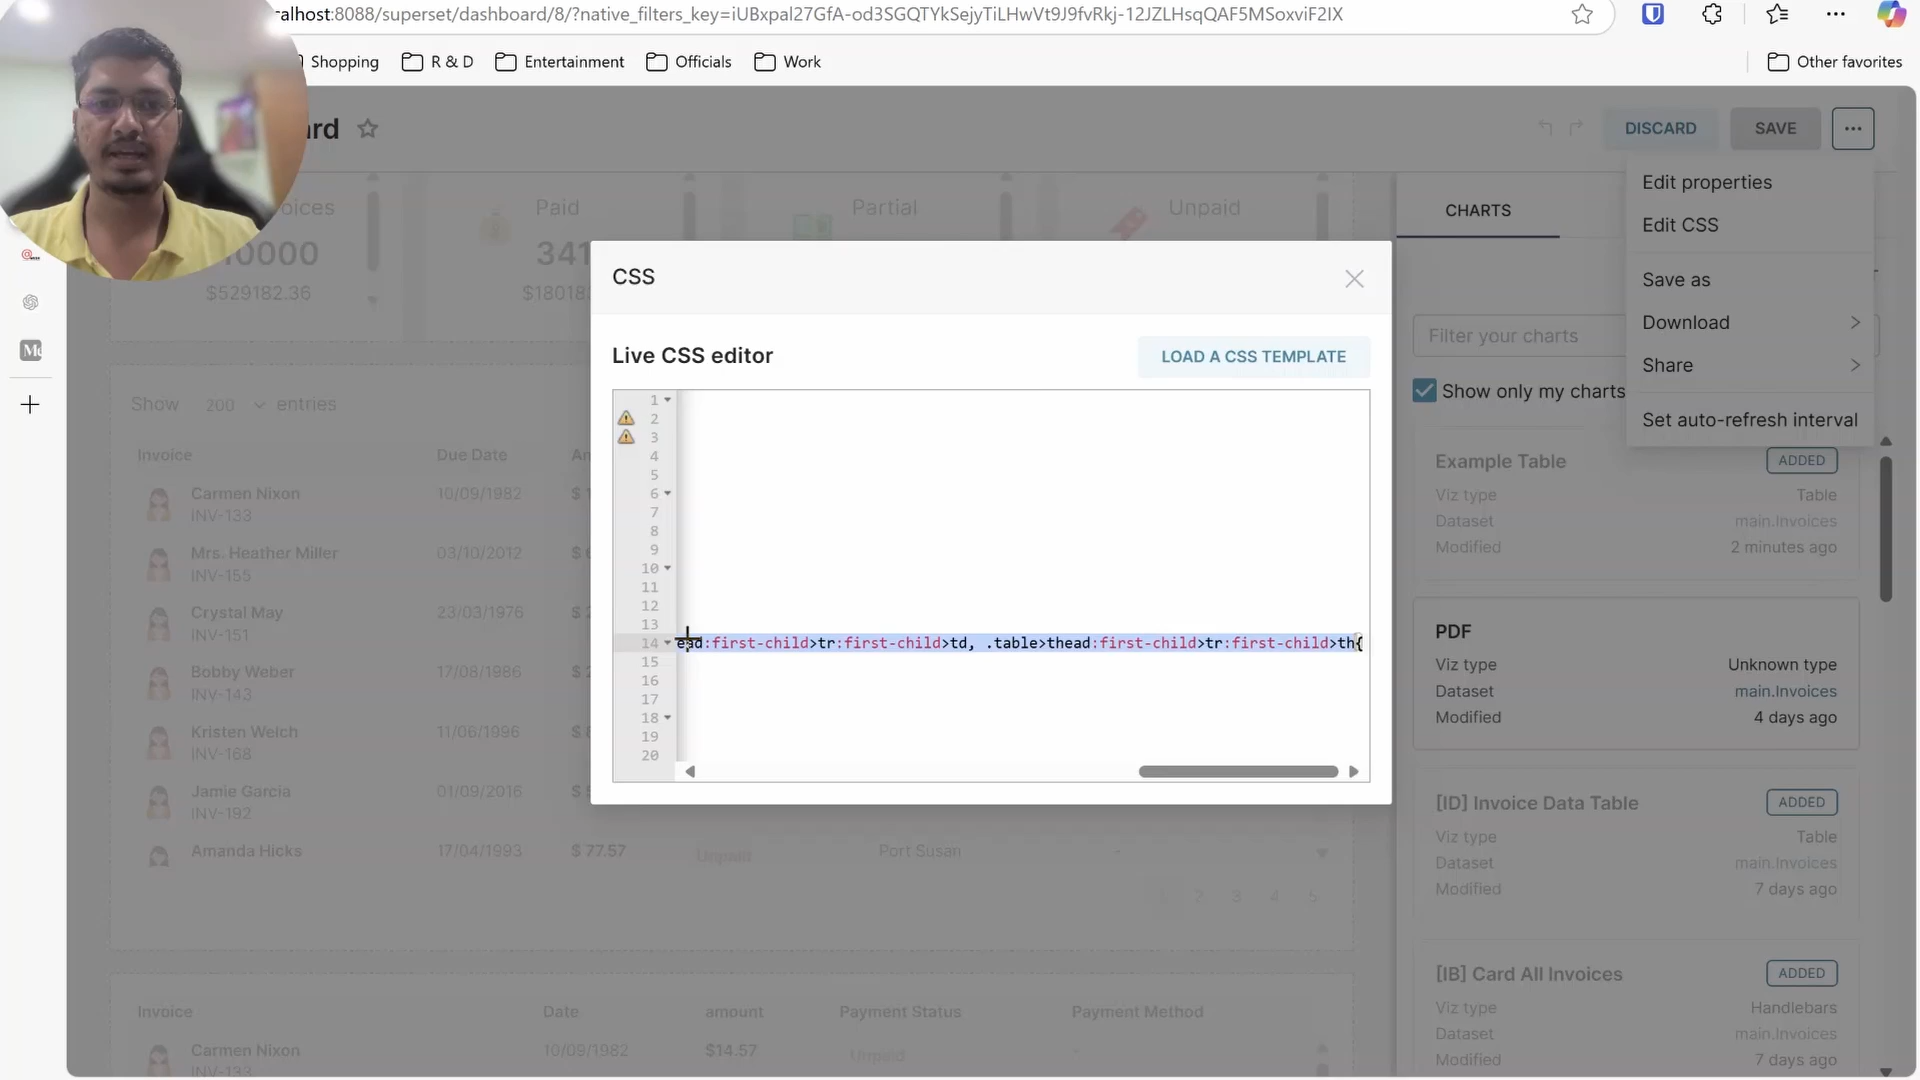 calhost:8088/superset/dashboard/8/?native_filters_key=iUBxpal27GfA-od3SGQTYkSejyTiLHwVt9J9fvRkj-12JZLHsqQAF5MSoxviF2IX
Shopping R & D Entertainment Officials Work Other favorites
DISCARD SAVE
Edit properties
Edit CSS
Save as
Download
Share
Set auto-refresh interval
Paid Partial Unpaid
$529182.36
CHARTS
Filter your charts
Show only my charts
CSS
Live CSS editor
LOAD A CSS TEMPLATE
1
2
3
4
5
6
7
8
9
10
11
12
13
14 ead:first-child>tr:first-child>td, .table>thead:first-child>tr:first-child>th{
15
16
17
18
19
20
Show 200 entries
Invoice Due Date
Carmen Nixon 10/09/1982
INV-133
Mrs. Heather Miller 03/10/2012
INV-155
Crystal May 23/03/1976
INV-151
Bobby Weber 17/08/1986
INV-143
Kristen Welch 11/06/1996
INV-168
Jamie Garcia 01/09/2016
INV-192
Amanda Hicks 17/04/1993 $ 77.57 Unpaid Port Susan -
1 2 3 4 5
Invoice Date amount Payment Status Payment Method
Carmen Nixon 10/09/1982 $14.57 Unpaid -
INV-133
Example Table ADDED
Viz type Table
Dataset main.Invoices
Modified 2 minutes ago
PDF
Viz type Unknown type
Dataset main.Invoices
Modified 4 days ago
[ID] Invoice Data Table ADDED
Viz type Table
Dataset main.Invoices
Modified 7 days ago
[IB] Card All Invoices ADDED
Viz type Handlebars
Dataset main.Invoices
Modified 7 days ago